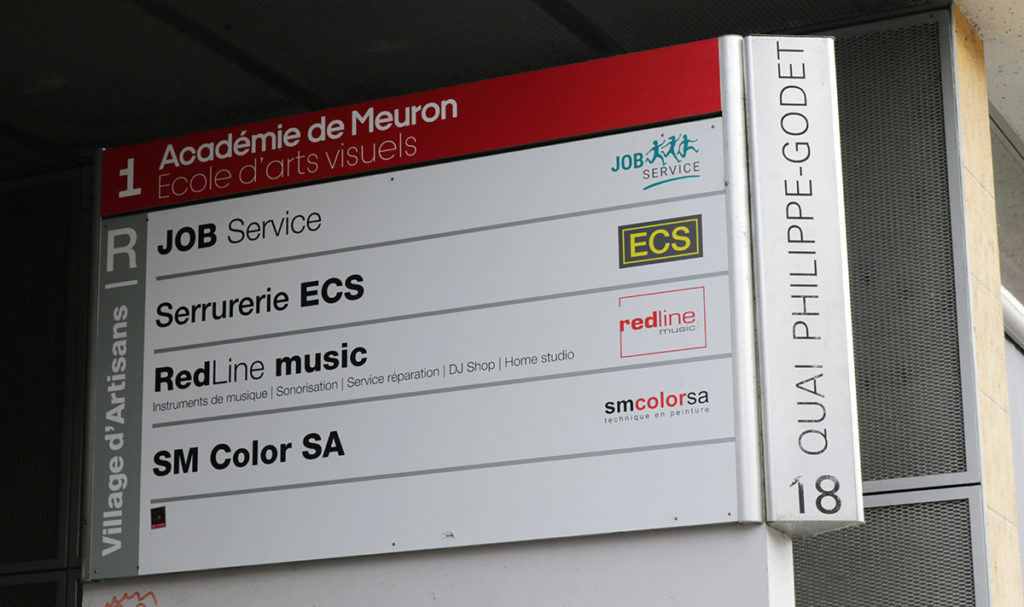 1 Académie de Meuron
Ecole d'arts visuels
R
Village d'Artisans
JOB Service
JOB
SERVICE
Serrurerie ECS
ECS
RedLine music
Instruments de musique | Sonorisation | Service réparation | DJ Shop | Home studio
redline
music
SM Color SA
smcolorsa
technique en peinture
QUAI PHILIPPE-GODET
18